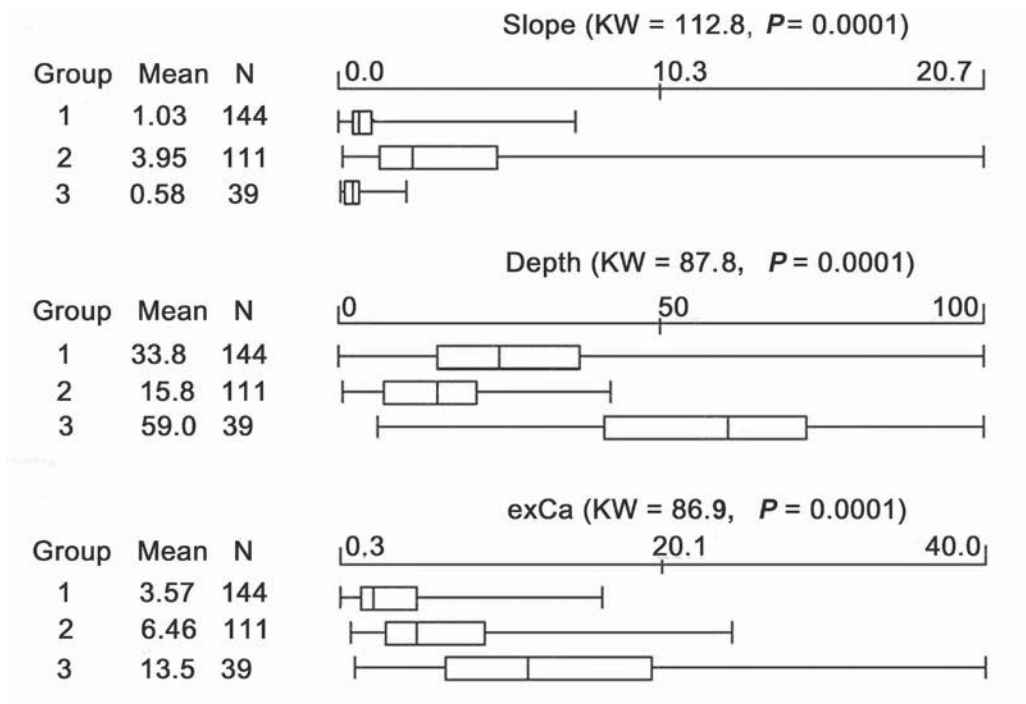 Slope (KW = 112.8, P= 0.0001)
Group Mean N 0.0 10.3 20.7
1 1.03 144
2 3.95 111
3 0.58 39
Depth (KW = 87.8, P = 0.0001)
Group Mean N 0 50 100
1 33.8 144
2 15.8 111
3 59.0 39
exCa (KW = 86.9, P = 0.0001)
Group Mean N 0.3 20.1 40.0
1 3.57 144
2 6.46 111
3 13.5 39